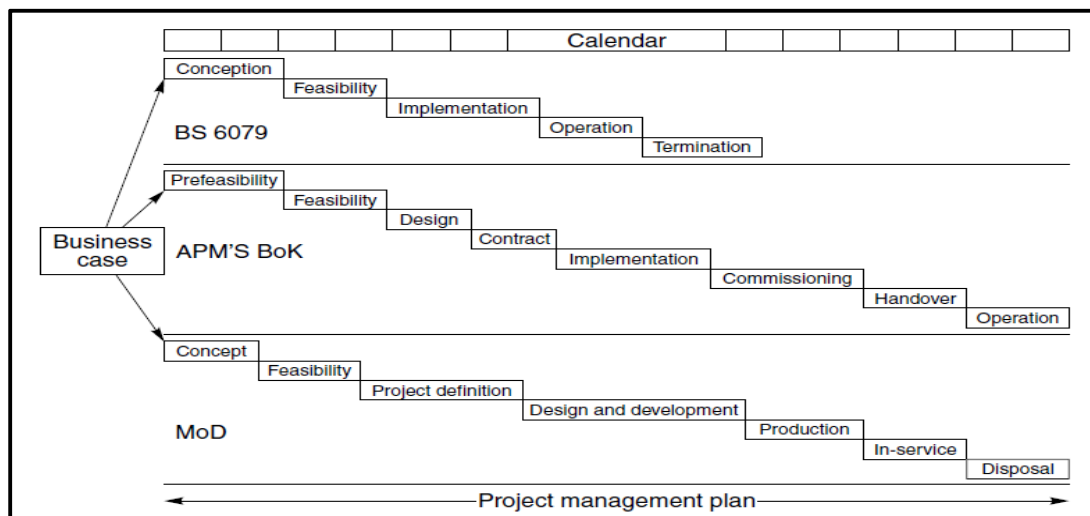 Calendar
Conception
Feasibility
Implementation
Operation
Termination
BS 6079
Prefeasibility
Feasibility
Design
Contract
Implementation
Commissioning
Handover
Operation
APM'S BoK
Business
case
Concept
Feasibility
Project definition
Design and development
Production
In-service
Disposal
MoD
Project management plan